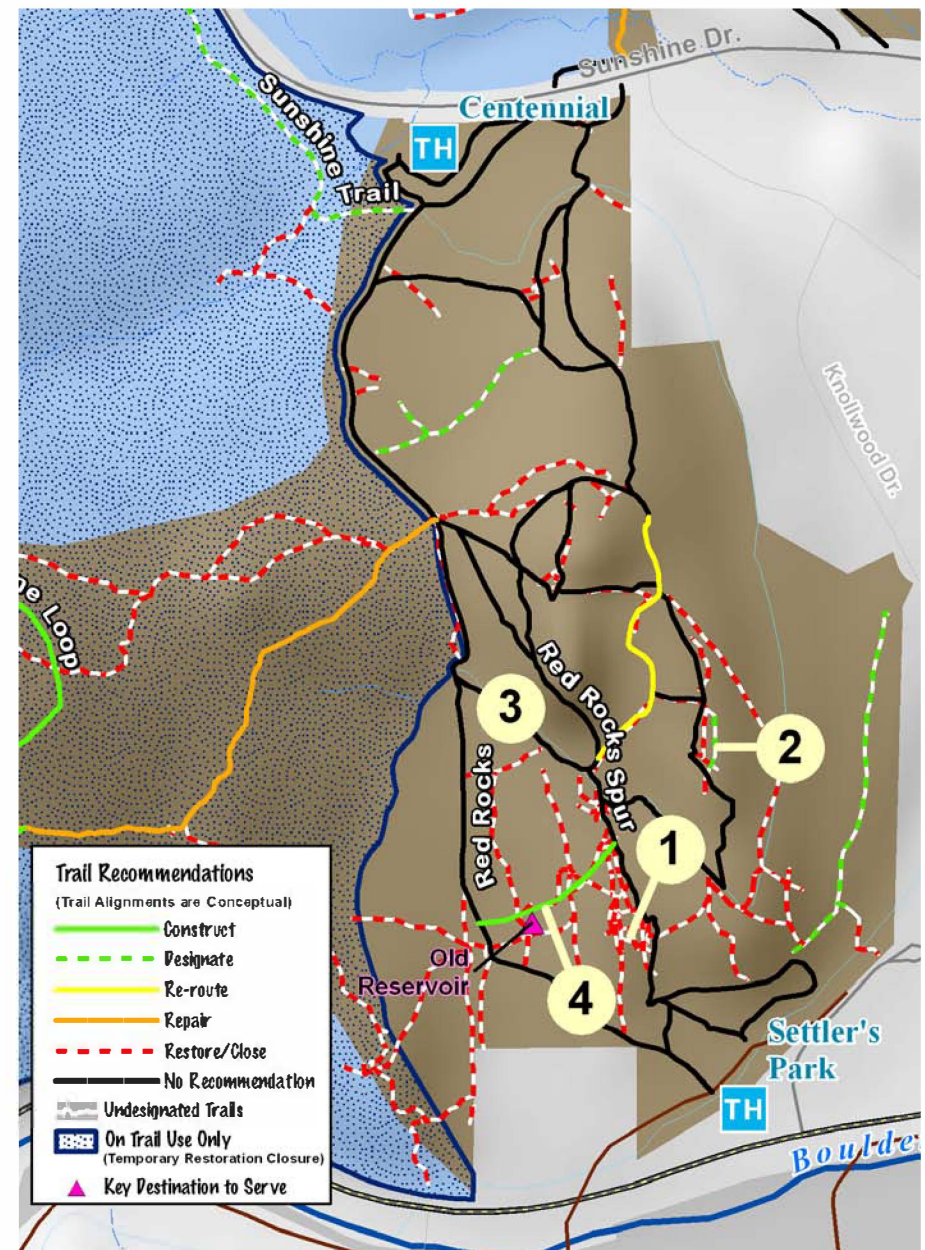 Sunshine Dr.
Centennial
TH
Sunshine
Trail
Knollwood Dr.
ne Loop
Red Rocks Spur
3
2
Red Rocks
1
Old
Reservoir
4
Settler's
Park
TH
Boulde
Trail Recommendations
(Trail Alignments are Conceptual)
Construct
Designate
Re-route
Repair
Restore/Close
No Recommendation
Undesignated Trails
On Trail Use Only
(Temporary Restoration Closure)
Key Destination to Serve